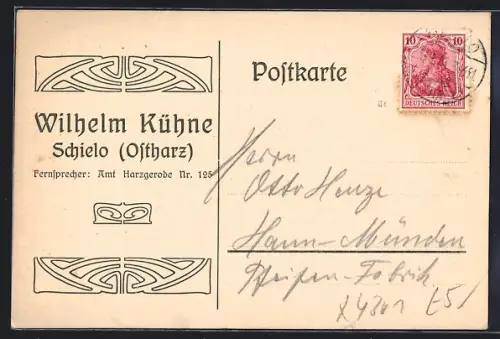 Wilhelm Kühne
Schielo (Ostharz)
Fernsprecher: Amt Harzgerode Nr. 125
Postkarte
10 10
DEUTSCHES REICH
Herrn
Otto Henze
Hann-Münden
Pfeifen-Fabrik.